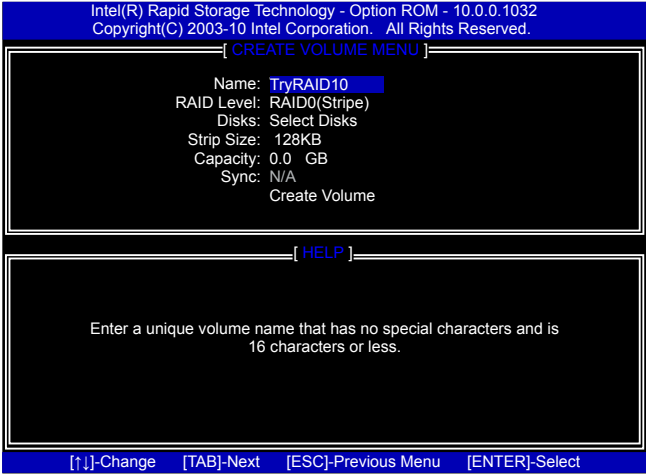 Intel(R) Rapid Storage Technology - Option ROM - 10.0.0.1032
Copyright(C) 2003-10 Intel Corporation. All Rights Reserved.
[ CREATE VOLUME MENU ]
Name: TryRAID10
RAID Level: RAID0(Stripe)
Disks: Select Disks
Strip Size: 128KB
Capacity: 0.0 GB
Sync: N/A
Create Volume
[ HELP ]
Enter a unique volume name that has no special characters and is
16 characters or less.
[↑↓]-Change [TAB]-Next [ESC]-Previous Menu [ENTER]-Select